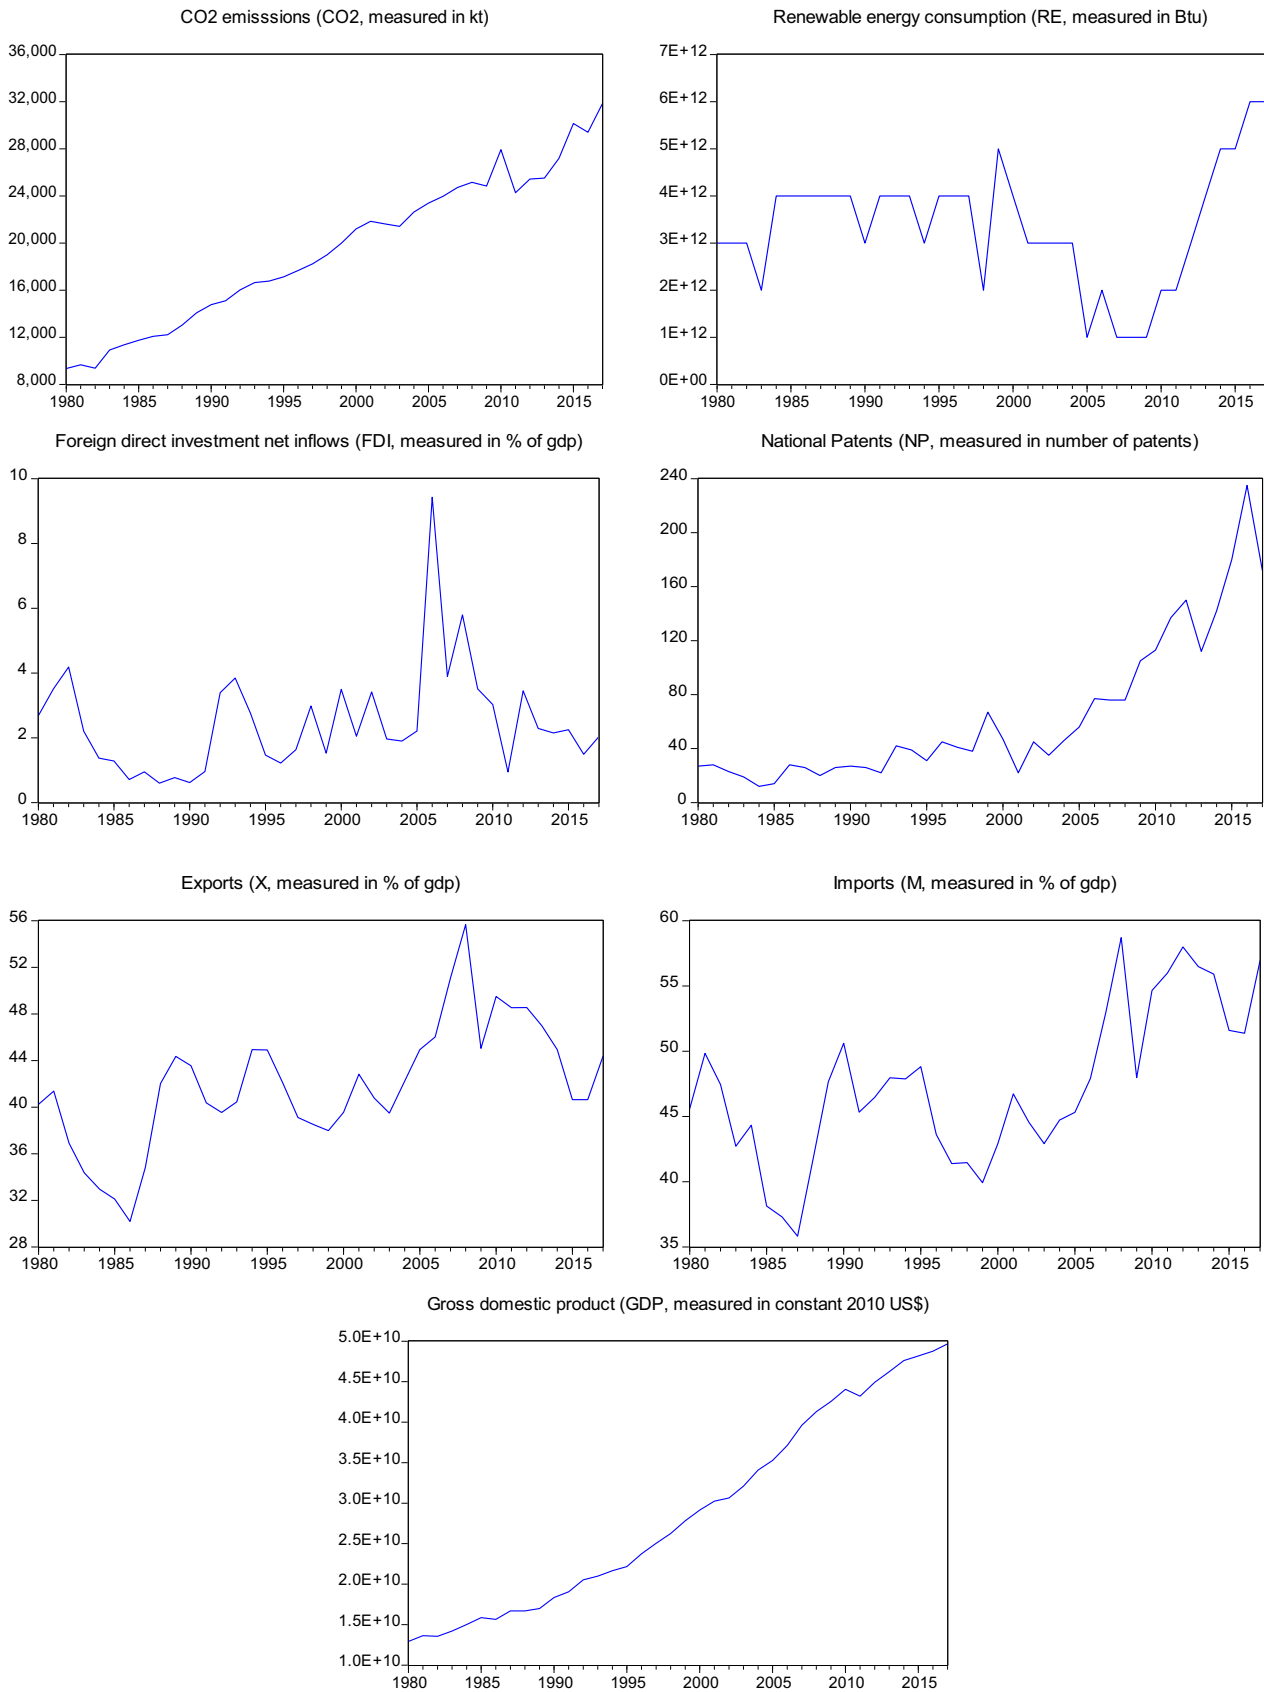 CO2 emisssions (CO2, measured in kt)
36,000
32,000
28,000
24,000
20,000
16,000
12,000
8,000
1980 1985 1990 1995 2000 2005 2010 2015
Renewable energy consumption (RE, measured in Btu)
7E+12
6E+12
5E+12
4E+12
3E+12
2E+12
1E+12
0E+00
1980 1985 1990 1995 2000 2005 2010 2015
Foreign direct investment net inflows (FDI, measured in % of gdp)
10
8
6
4
2
0
1980 1985 1990 1995 2000 2005 2010 2015
National Patents (NP, measured in number of patents)
240
200
160
120
80
40
0
1980 1985 1990 1995 2000 2005 2010 2015
Exports (X, measured in % of gdp)
56
52
48
44
40
36
32
28
1980 1985 1990 1995 2000 2005 2010 2015
Imports (M, measured in % of gdp)
60
55
50
45
40
35
1980 1985 1990 1995 2000 2005 2010 2015
Gross domestic product (GDP, measured in constant 2010 US$)
5.0E+10
4.5E+10
4.0E+10
3.5E+10
3.0E+10
2.5E+10
2.0E+10
1.5E+10
1.0E+10
1980 1985 1990 1995 2000 2005 2010 2015